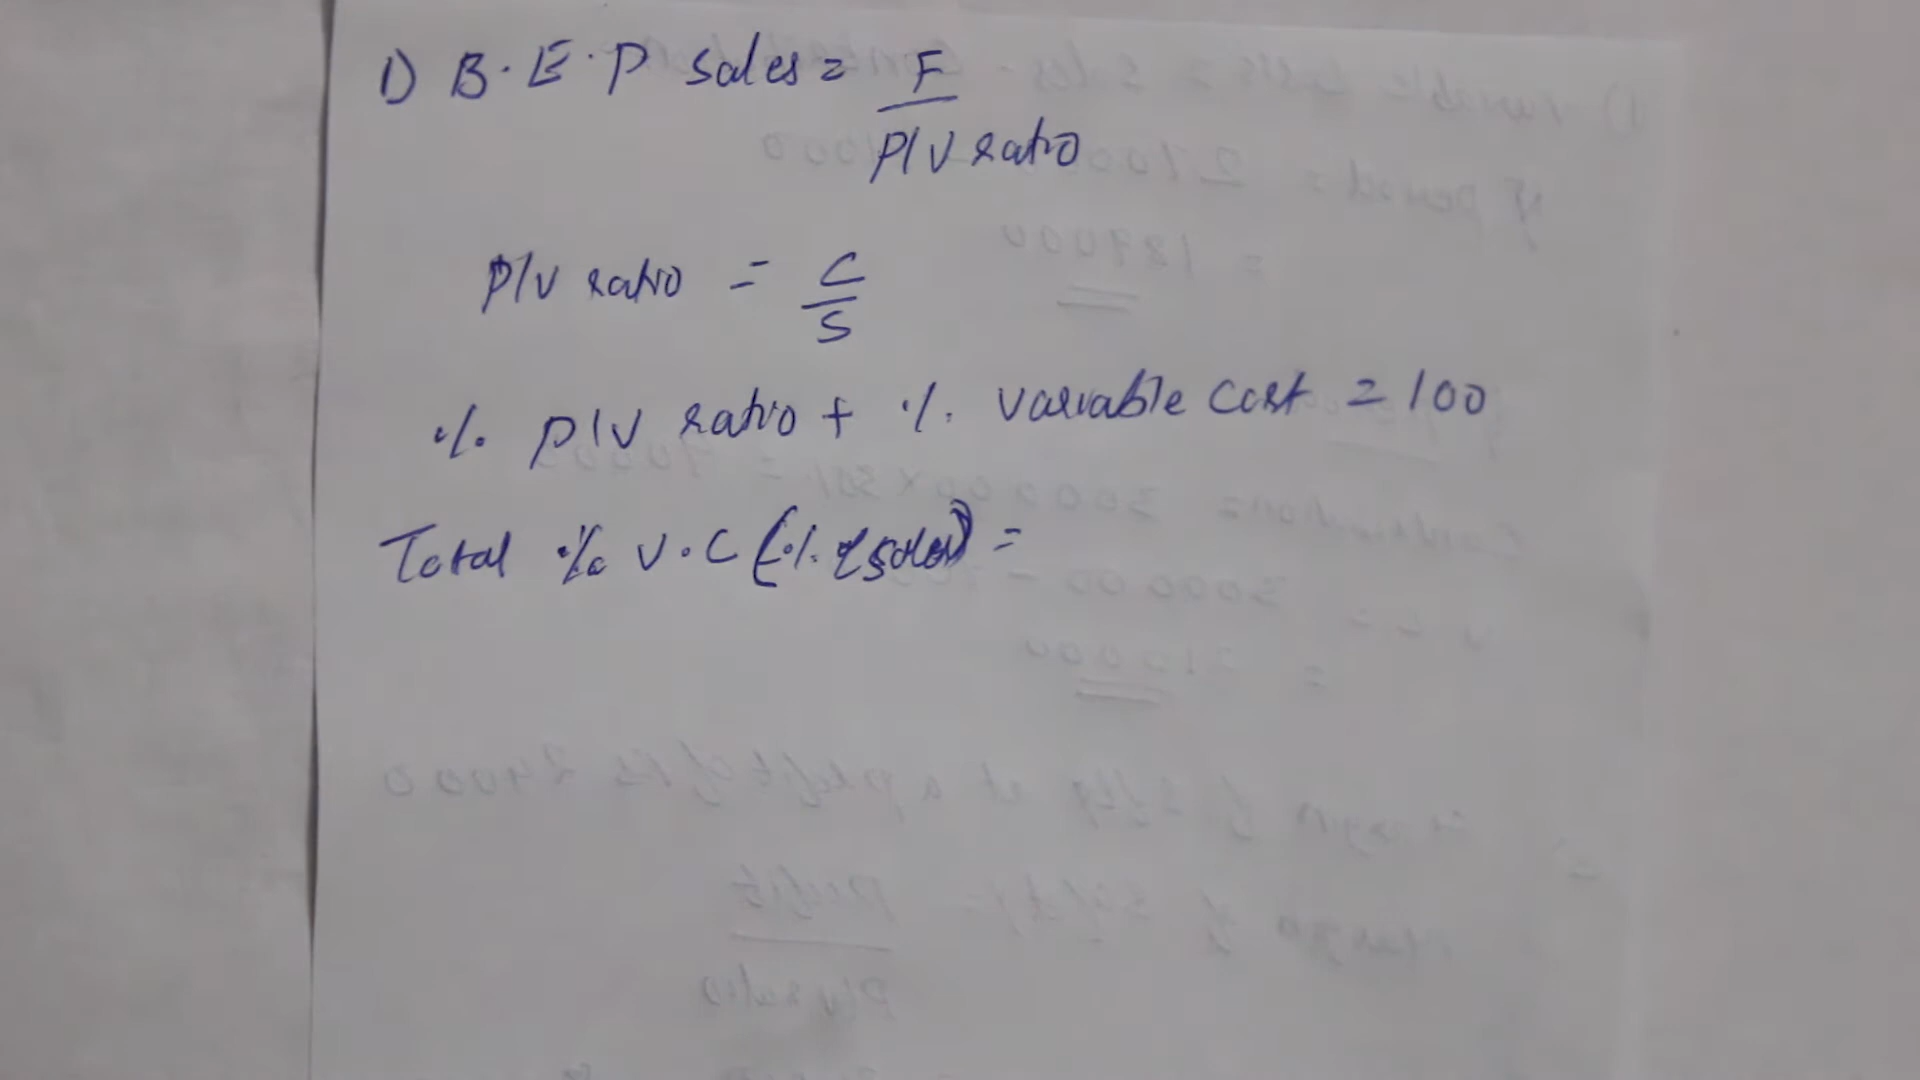 1) B.E.P sales = F
P/V ratio
P/V ratio = C
S
% P/V ratio + % variable cost = 100
Total % V.C (% of sales) =